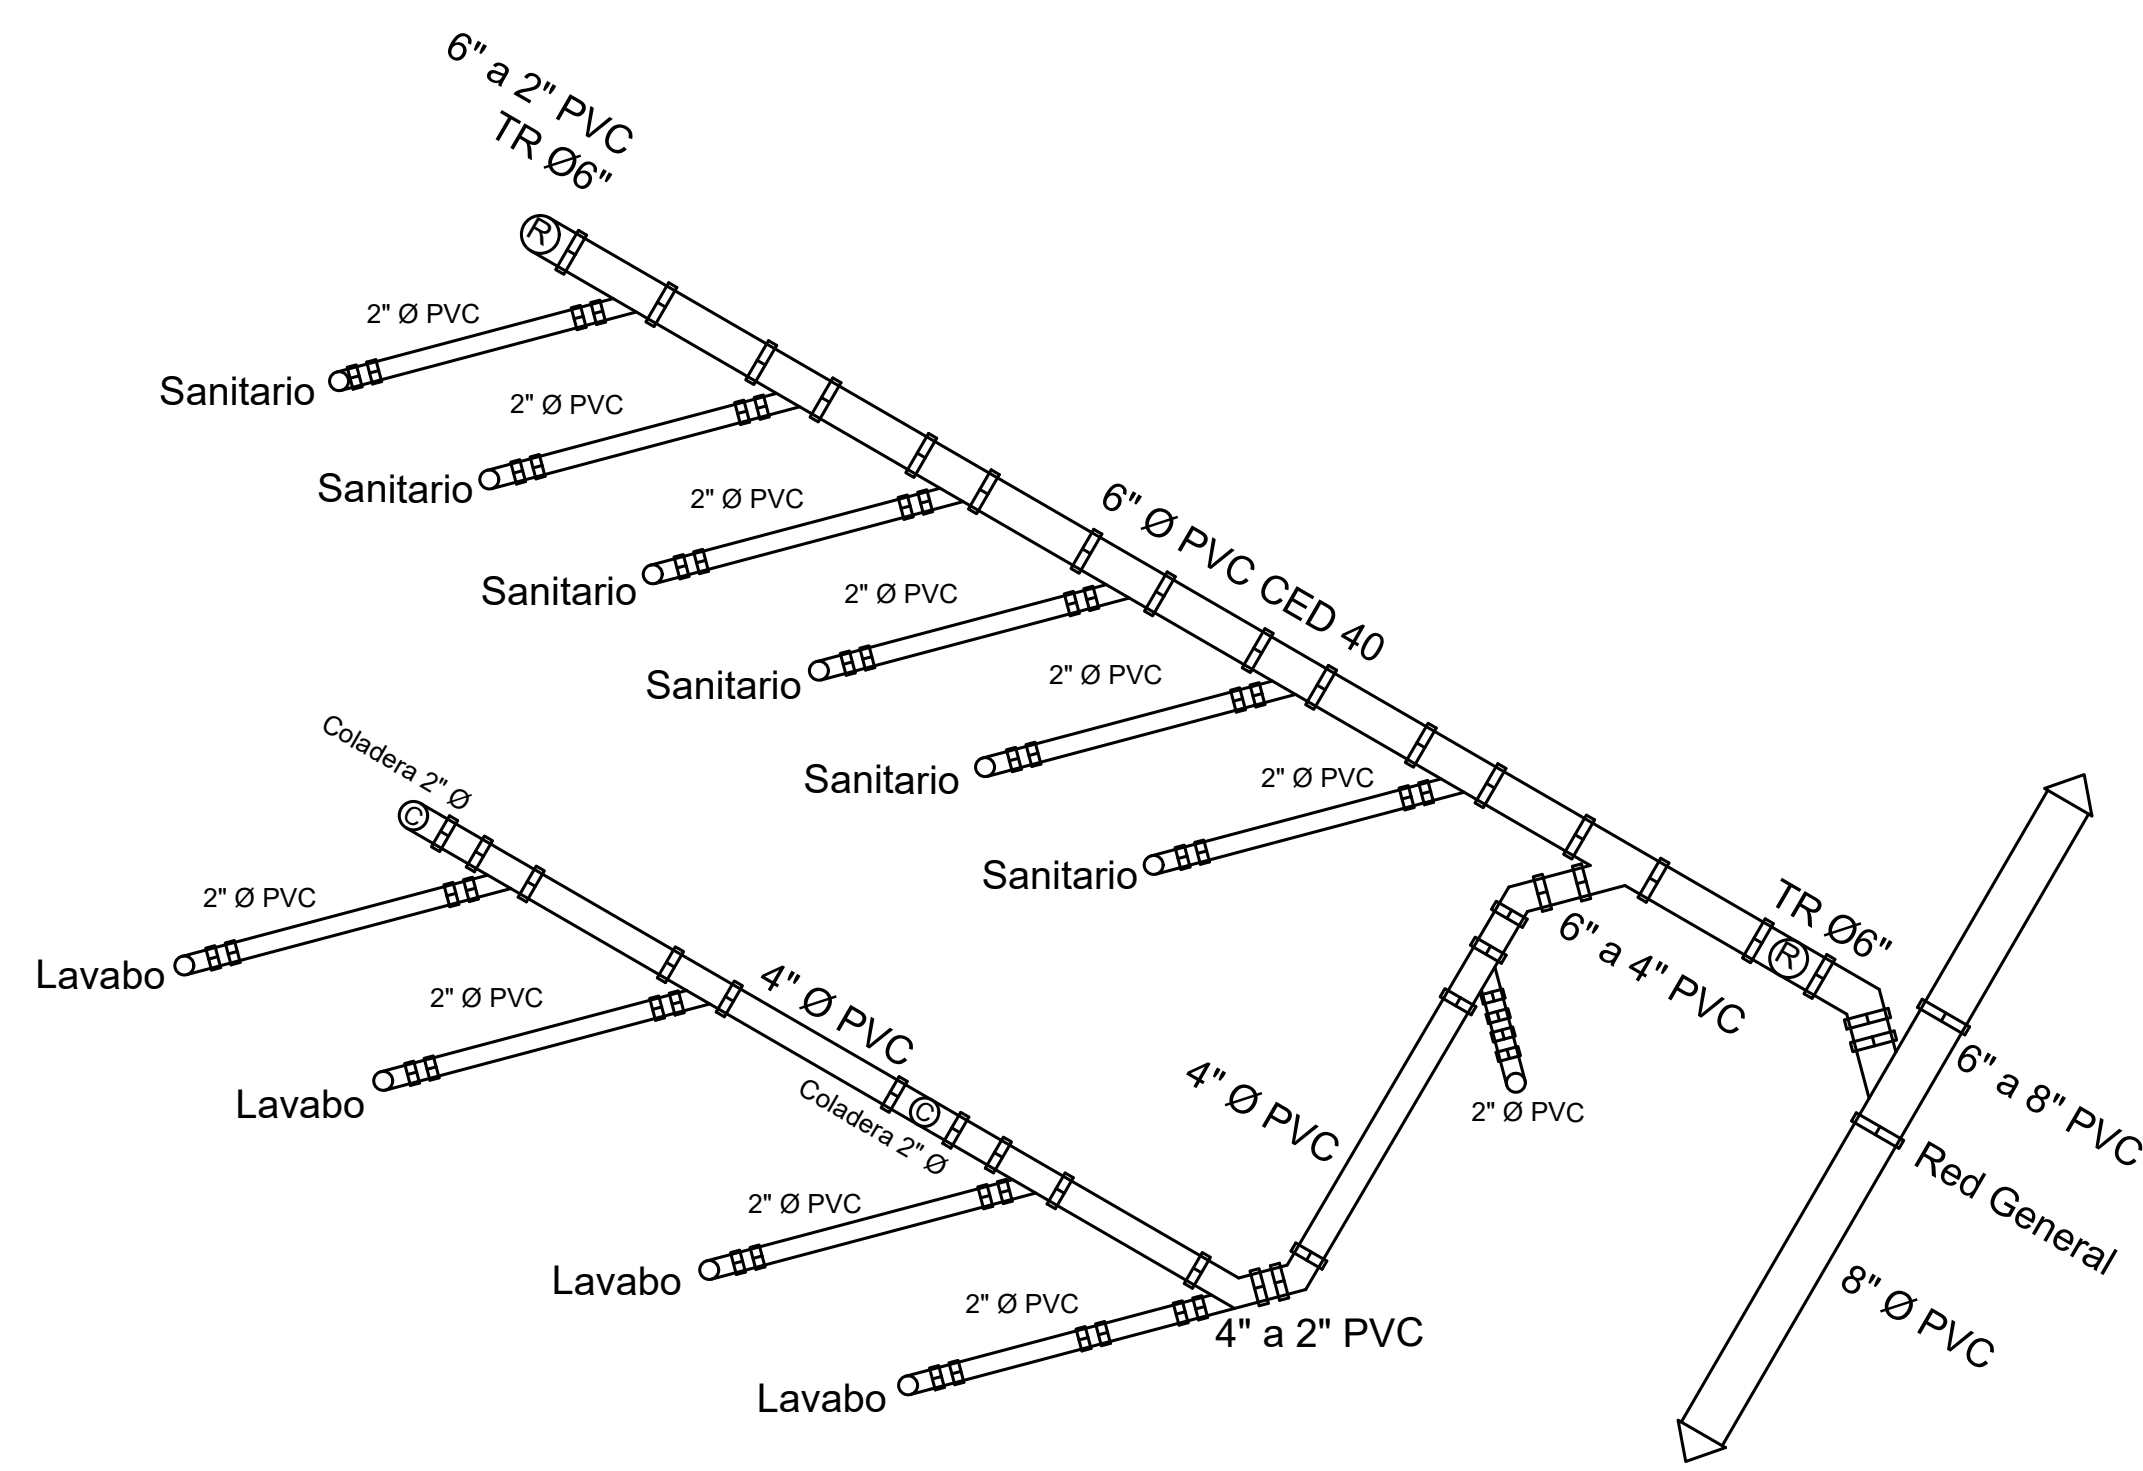 6" a 2" PVC
TR Ø6"
R
2" Ø PVC
Sanitario
2" Ø PVC
Sanitario
2" Ø PVC
Sanitario
6" Ø PVC CED 40
2" Ø PVC
Sanitario
2" Ø PVC
Sanitario
2" Ø PVC
Sanitario
Coladera 2" Ø
C
2" Ø PVC
Lavabo
2" Ø PVC
Lavabo
4" Ø PVC
C
Coladera 2" Ø
2" Ø PVC
Lavabo
2" Ø PVC
Lavabo
4" a 2" PVC
4" Ø PVC
2" Ø PVC
6" a 4" PVC
TR Ø6"
R
6" a 8" PVC
Red General
8" Ø PVC